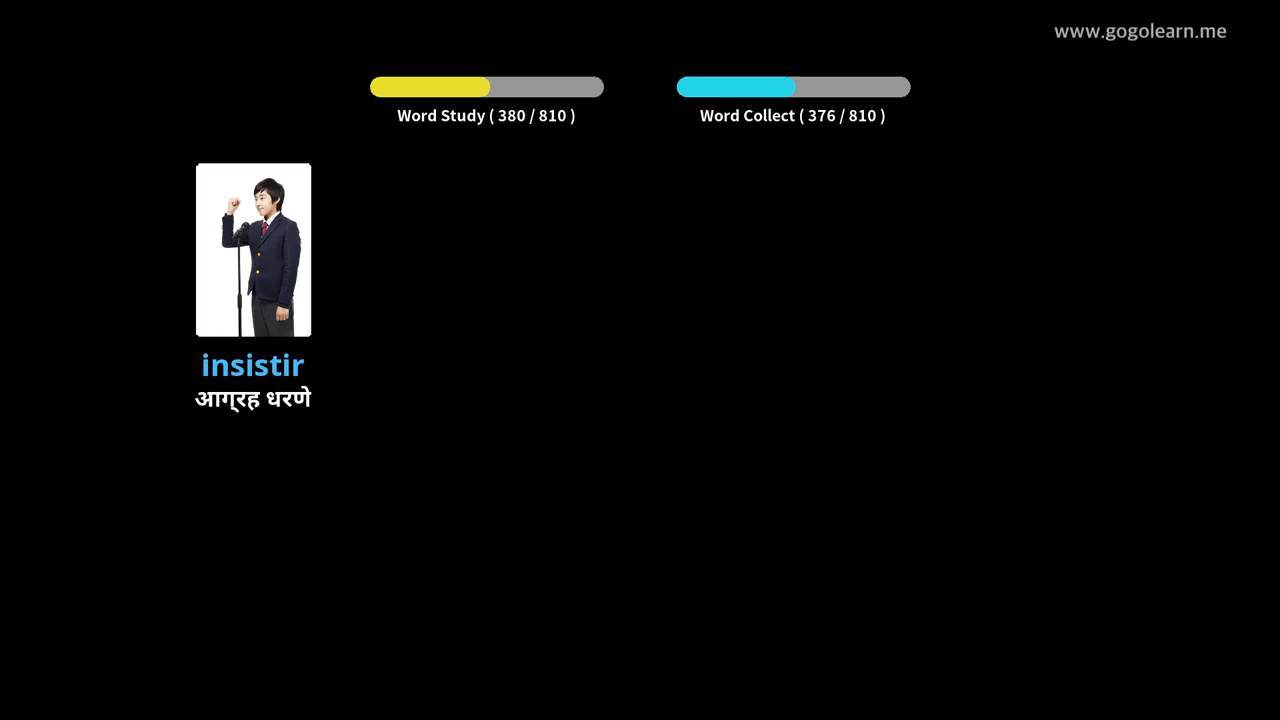 www.gogolearn.me
Word Study ( 380 / 810 )
Word Collect ( 376 / 810 )
insistir
आग्रह धरणे